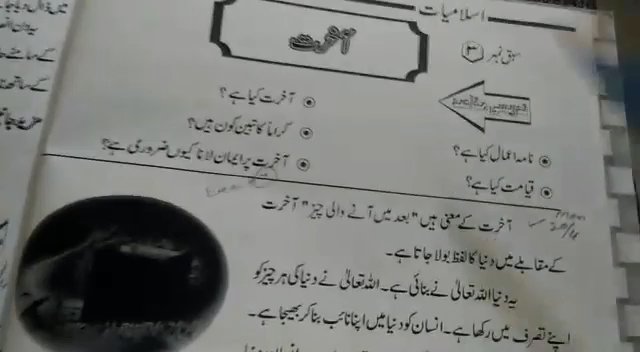 اسلامیات
سبق نمبر ۳
آخرت
تدریسی مقاصد
آخرت کیا ہے؟
کراماً کاتبین کون ہیں؟
آخرت پر ایمان لانا کیوں ضروری ہے؟
نامہ اعمال کیا ہے؟
قیامت کیا ہے؟
آخرت کے معنی ہیں "بعد میں آنے والی چیز" آخرت
کے مقابلے میں دنیا کا لفظ بولا جاتا ہے۔
یہ دنیا اللہ تعالیٰ نے بنائی ہے۔ اللہ تعالیٰ نے دنیا کی ہر چیز کو
اپنے تصرف میں رکھا ہے۔ انسان کو دنیا میں اپنا نائب بنا کر بھیجا ہے۔